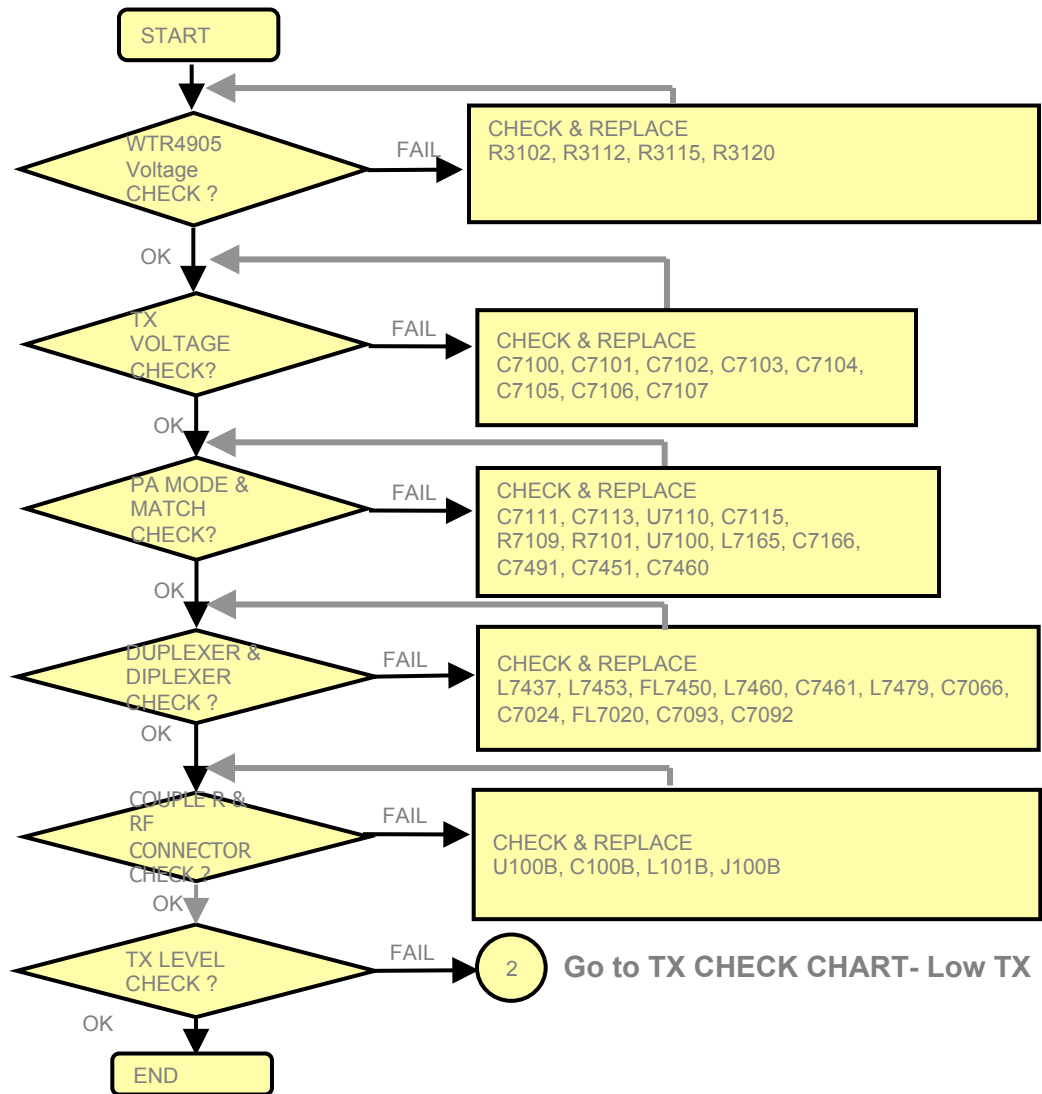 START
WTR4905
Voltage
CHECK ?
FAIL
CHECK & REPLACE
R3102, R3112, R3115, R3120
OK
TX
VOLTAGE
CHECK?
FAIL
CHECK & REPLACE
C7100, C7101, C7102, C7103, C7104,
C7105, C7106, C7107
OK
PA MODE &
MATCH
CHECK?
FAIL
CHECK & REPLACE
C7111, C7113, U7110, C7115,
R7109, R7101, U7100, L7165, C7166,
C7491, C7451, C7460
OK
DUPLEXER &
DIPLEXER
CHECK ?
FAIL
CHECK & REPLACE
L7437, L7453, FL7450, L7460, C7461, L7479, C7066,
C7024, FL7020, C7093, C7092
OK
COUPLE R &
RF
CONNECTOR
CHECK ?
FAIL
CHECK & REPLACE
U100B, C100B, L101B, J100B
OK
TX LEVEL
CHECK ?
FAIL
2
Go to TX CHECK CHART- Low TX
OK
END